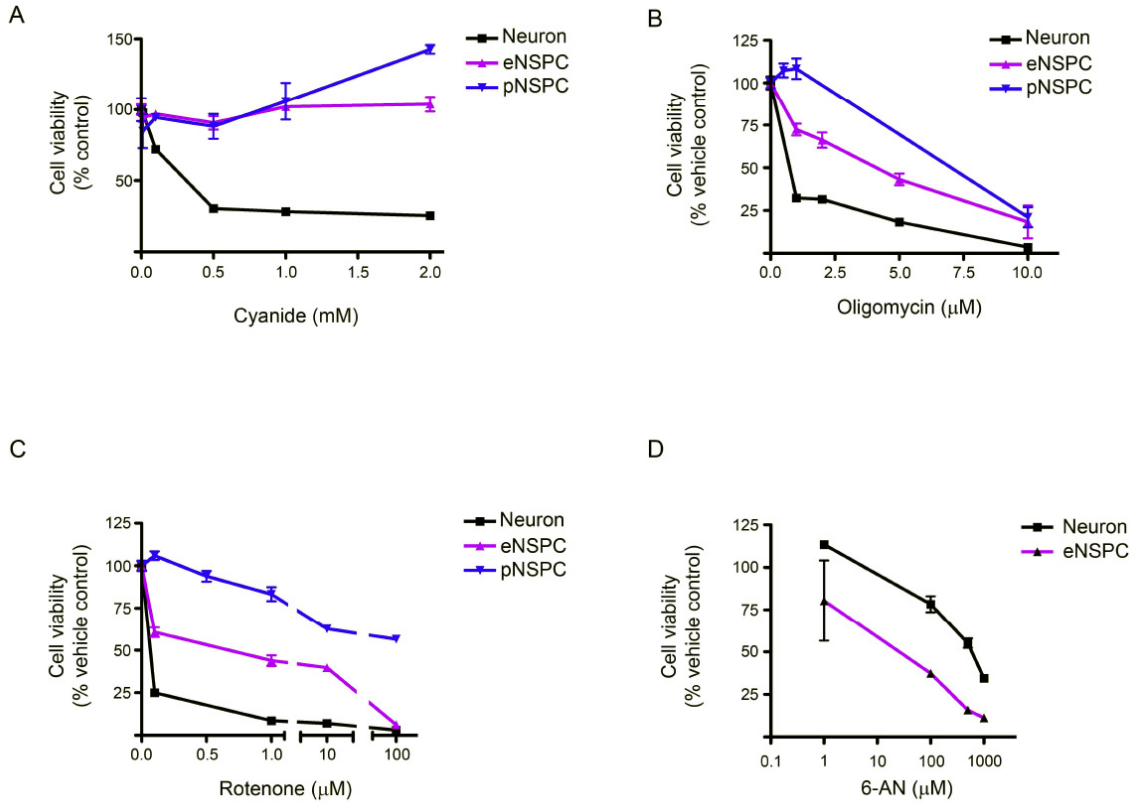 A
Cell viability
(% control)
150
100
50
0.0 0.5 1.0 1.5 2.0
Cyanide (mM)
Neuron
eNSPC
pNSPC
B
Cell viability
(% vehicle control)
125
100
75
50
25
0.0 2.5 5.0 7.5 10.0
Oligomycin (μM)
Neuron
eNSPC
pNSPC
C
Cell viability
(% vehicle control)
125
100
75
50
25
0.0 0.5 1.0 10 100
Rotenone (μM)
Neuron
eNSPC
pNSPC
D
Cell viability
(% vehicle control)
125
100
75
50
25
0.1 1 10 100 1000
6-AN (μM)
Neuron
eNSPC